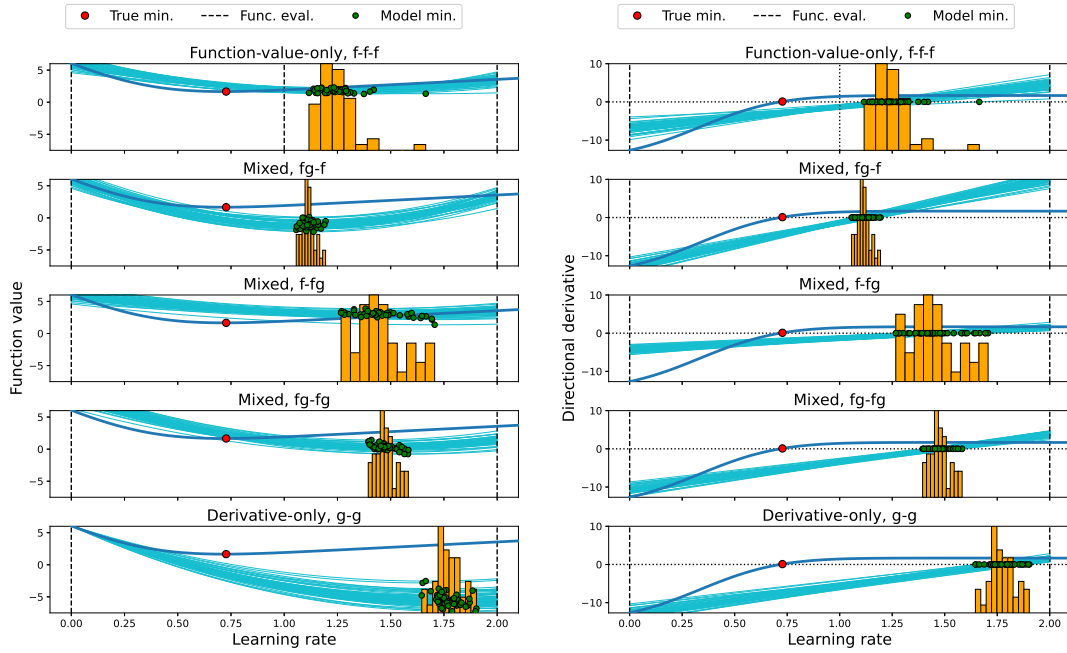 True min.
Func. eval.
Model min.
Function-value-only, f-f-f
5
0
−5
Mixed, fg-f
5
0
−5
Mixed, f-fg
5
0
−5
Mixed, fg-fg
5
0
−5
Derivative-only, g-g
5
0
−5
0.00 0.25 0.50 0.75 1.00 1.25 1.50 1.75 2.00
Learning rate
Function value
True min.
Func. eval.
Model min.
Function-value-only, f-f-f
10
0
−10
Mixed, fg-f
10
0
−10
Mixed, f-fg
10
0
−10
Mixed, fg-fg
10
0
−10
Derivative-only, g-g
10
0
−10
0.00 0.25 0.50 0.75 1.00 1.25 1.50 1.75 2.00
Learning rate
Directional derivative